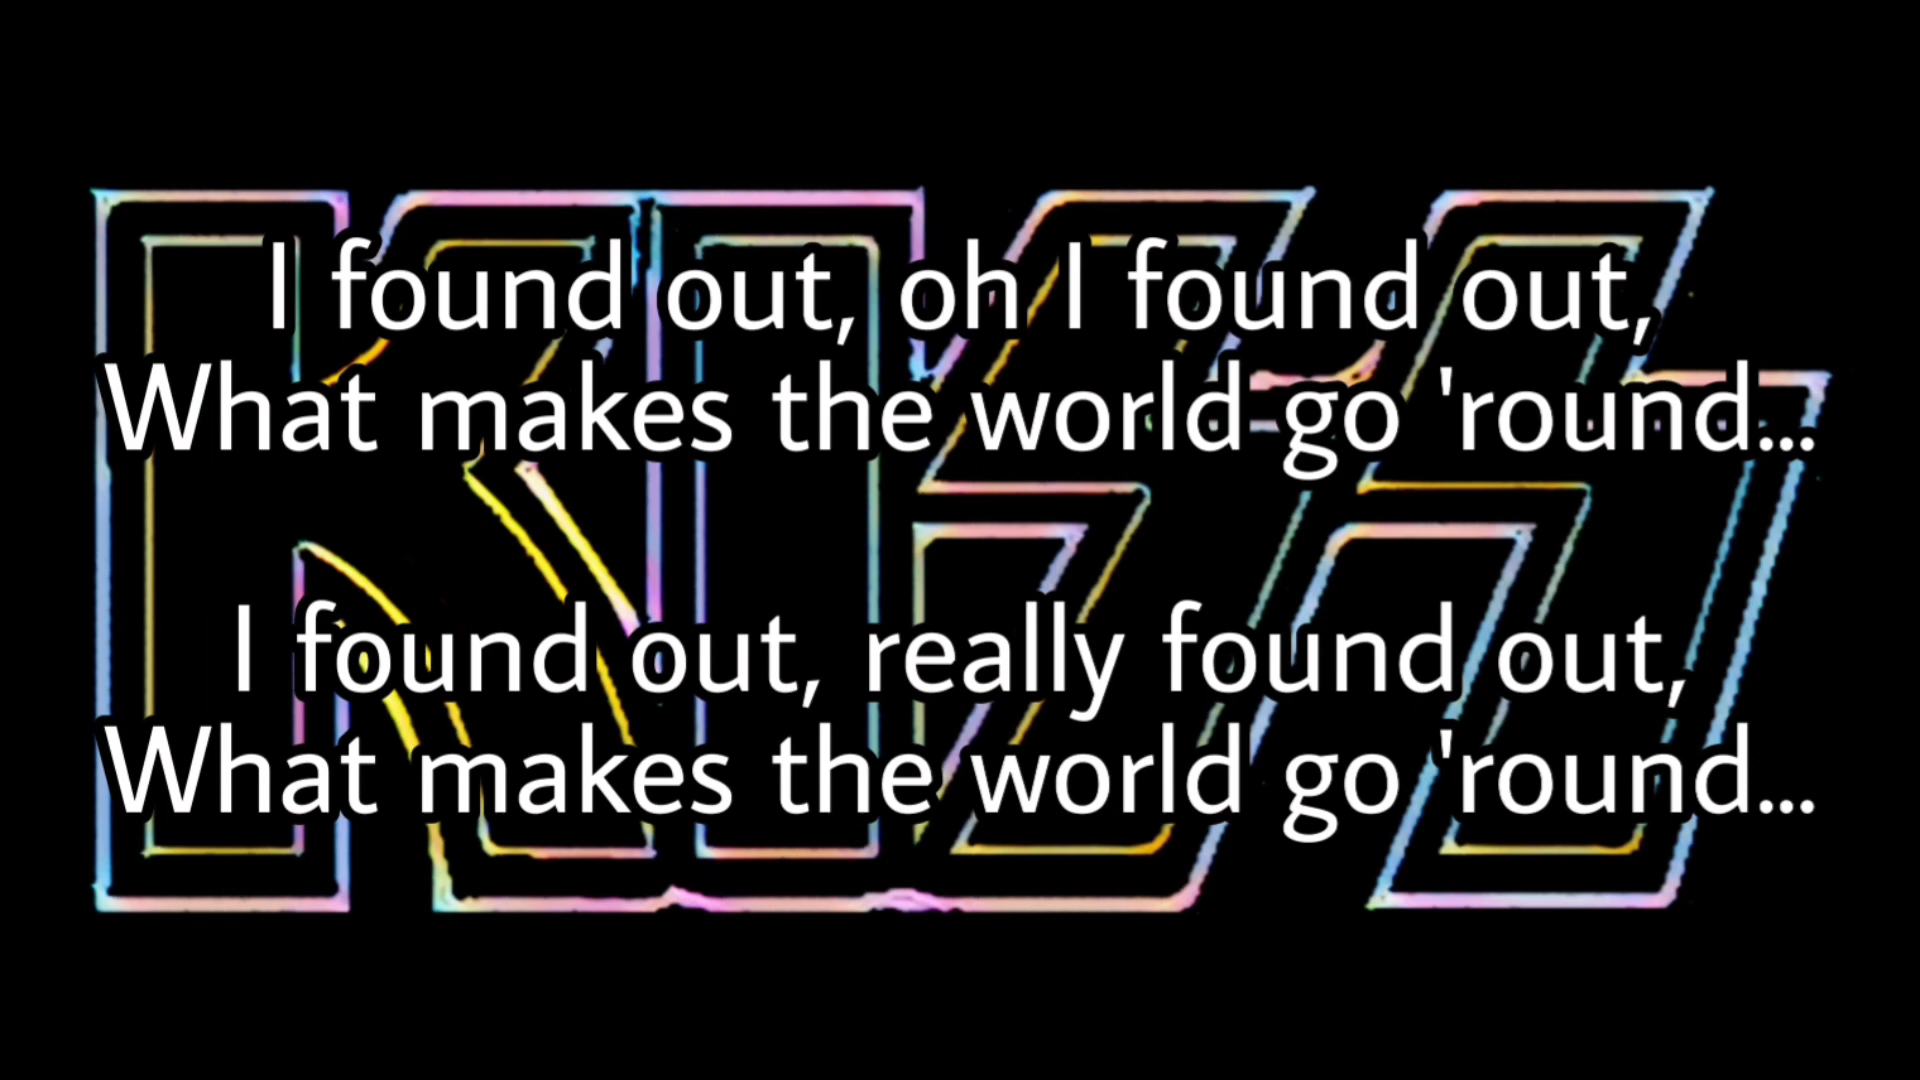 KISS
I found out, oh I found out,
What makes the world go 'round...
I found out, really found out,
What makes the world go 'round...